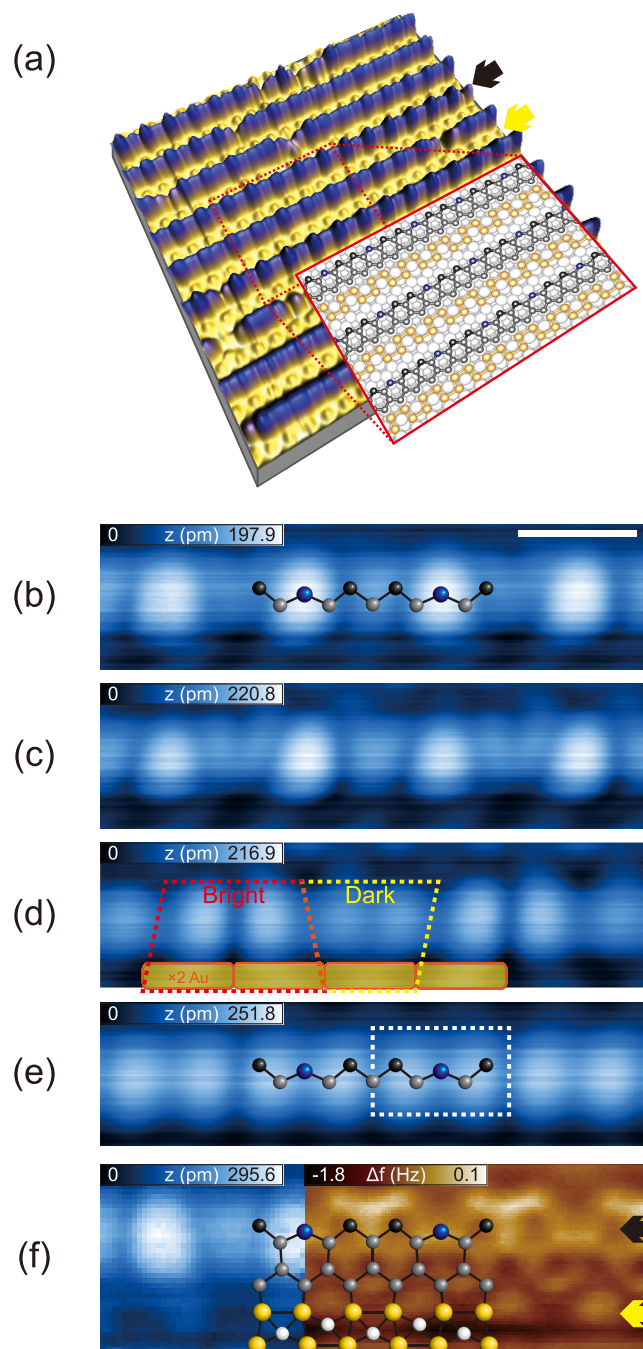 (a)
(b)
0 z (pm) 197.9
(c)
0 z (pm) 220.8
(d)
0 z (pm) 216.9
Bright
Dark
×2 Au
(e)
0 z (pm) 251.8
(f)
0 z (pm) 295.6
-1.8 Δf (Hz) 0.1